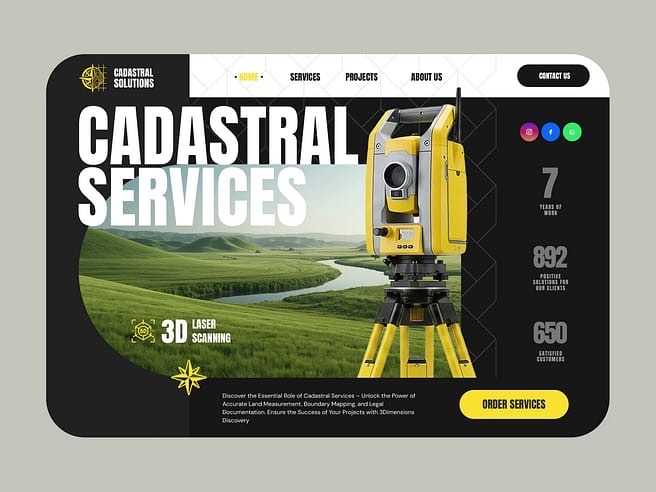 CADASTRAL
SOLUTIONS
• HOME •
SERVICES
PROJECTS
ABOUT US
CONTACT US
CADASTRAL
SERVICES
7
YEARS OF
WORK
892
POSITIVE
SOLUTIONS FOR
OUR CLIENTS
650
SATISFIED
CUSTOMERS
3D LASER
SCANNING
Discover the Essential Role of Cadastral Services – Unlock the Power of
Accurate Land Measurement, Boundary Mapping, and Legal
Documentation. Ensure the Success of Your Projects with 3Dimensions
Discovery
ORDER SERVICES